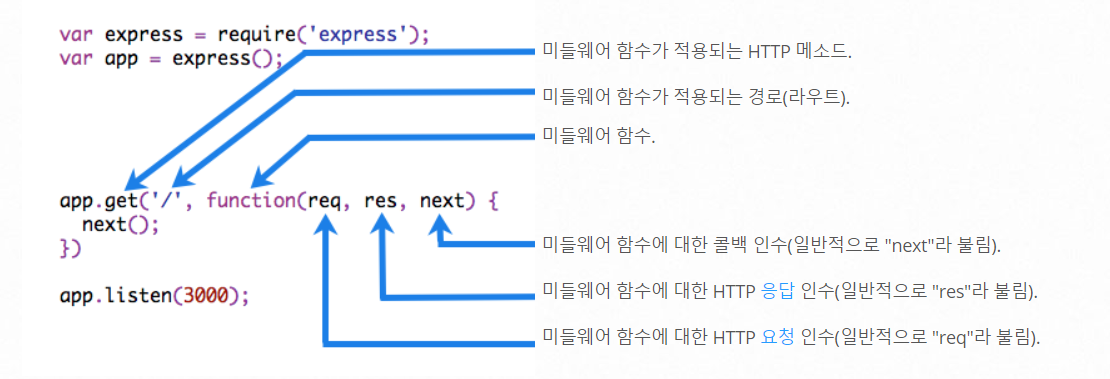 var express = require('express');
var app = express();
미들웨어 함수가 적용되는 HTTP 메소드.
미들웨어 함수가 적용되는 경로(라우트).
미들웨어 함수.
app.get('/', function(req, res, next) {
  next();
})
app.listen(3000);
미들웨어 함수에 대한 콜백 인수(일반적으로 "next"라 불림).
미들웨어 함수에 대한 HTTP 응답 인수(일반적으로 "res"라 불림).
미들웨어 함수에 대한 HTTP 요청 인수(일반적으로 "req"라 불림).